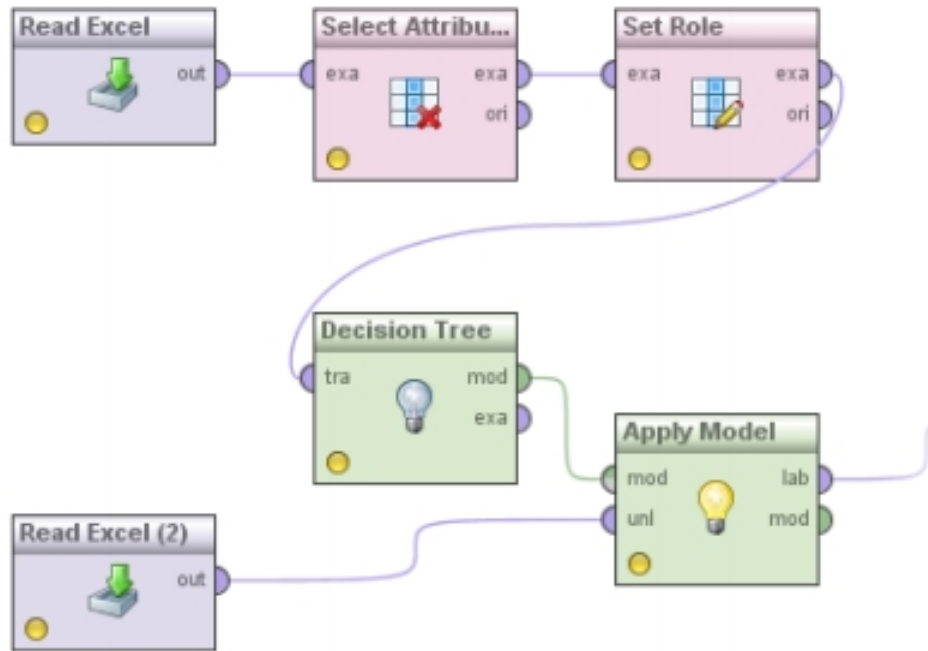 Read Excel
out
Select Attribu...
exa
exa
ori
Set Role
exa
exa
ori
Decision Tree
tra
mod
exa
Apply Model
mod
lab
unl
mod
Read Excel (2)
out